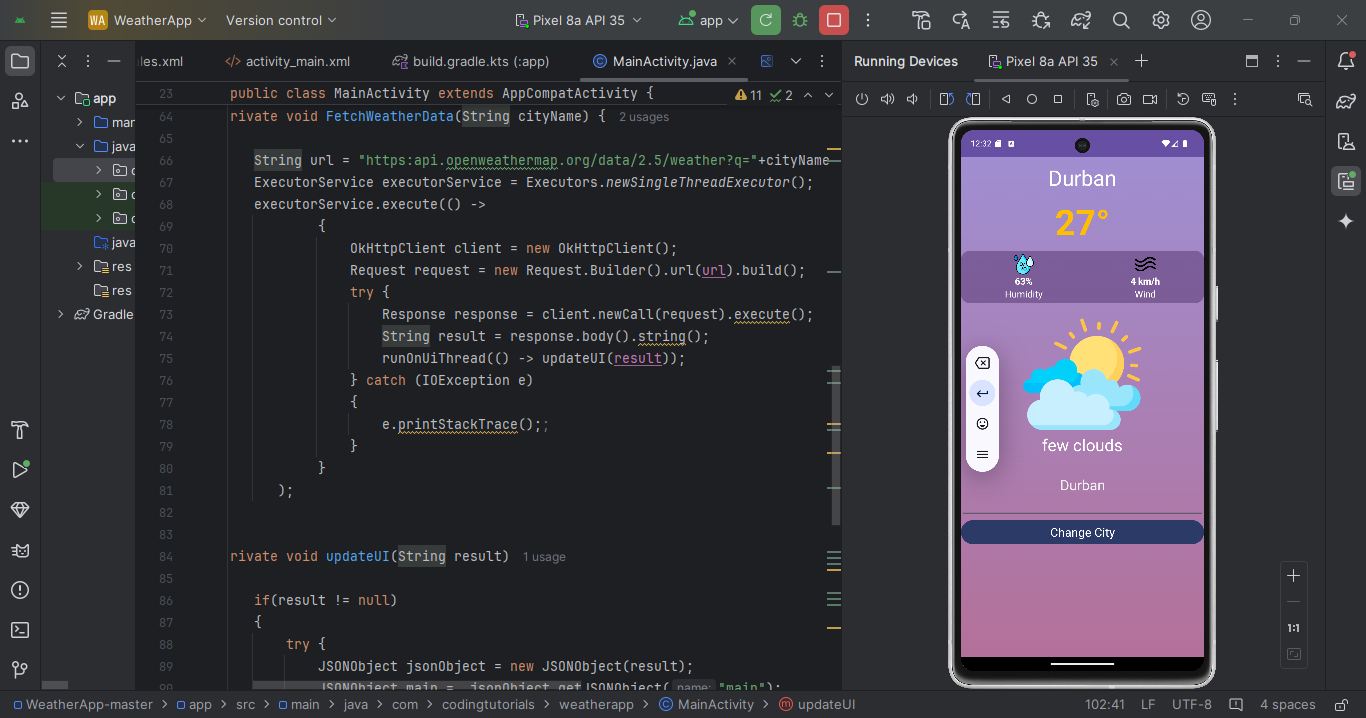 WA WeatherApp Version control Pixel 8a API 35 app
les.xml activity_main.xml build.gradle.kts (:app) MainActivity.java Running Devices Pixel 8a API 35
23 public class MainActivity extends AppCompatActivity { 11 2
64 rivate void FetchWeatherData(String cityName) { 2 usages
65
66 String url = "https:api.openweathermap.org/data/2.5/weather?q="+cityName
67 ExecutorService executorService = Executors.newSingleThreadExecutor();
68 executorService.execute(() ->
69 {
70 OkHttpClient client = new OkHttpClient();
71 Request request = new Request.Builder().url(url).build();
72 try {
73 Response response = client.newCall(request).execute();
74 String result = response.body().string();
75 runOnUiThread(() -> updateUI(result));
76 } catch (IOException e)
77 {
78 e.printStackTrace();;
79 }
80 }
81 );
82
83
84 rivate void updateUI(String result) 1 usage
85
86 if(result != null)
87 {
88 try {
89 JSONObject jsonObject = new JSONObject(result);
90 JSONObject main = jsonObject.getJSONObject( name: "main");
app
mar
java
java
res
res
Gradle
12:32
Durban
27°
63%
Humidity
4 km/h
Wind
few clouds
Durban
Change City
1:1
WeatherApp-master > app > src > main > java > com > codingtutorials > weatherapp > MainActivity > updateUI 102:41 LF UTF-8 4 spaces